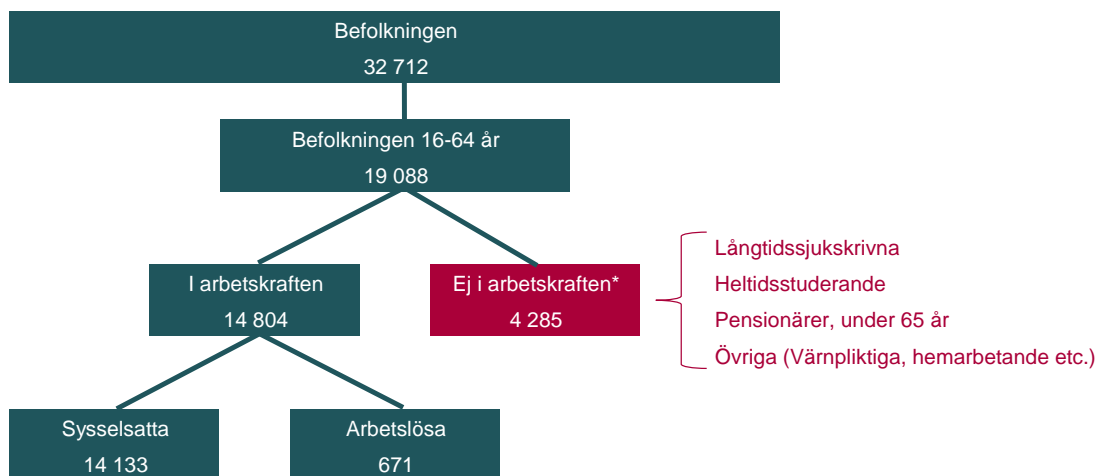 Befolkningen
32 712
Befolkningen 16-64 år
19 088
I arbetskraften
14 804
Ej i arbetskraften*
4 285
Långtidssjukskrivna
Heltidsstuderande
Pensionärer, under 65 år
Övriga (Värnpliktiga, hemarbetande etc.)
Sysselsatta
14 133
Arbetslösa
671